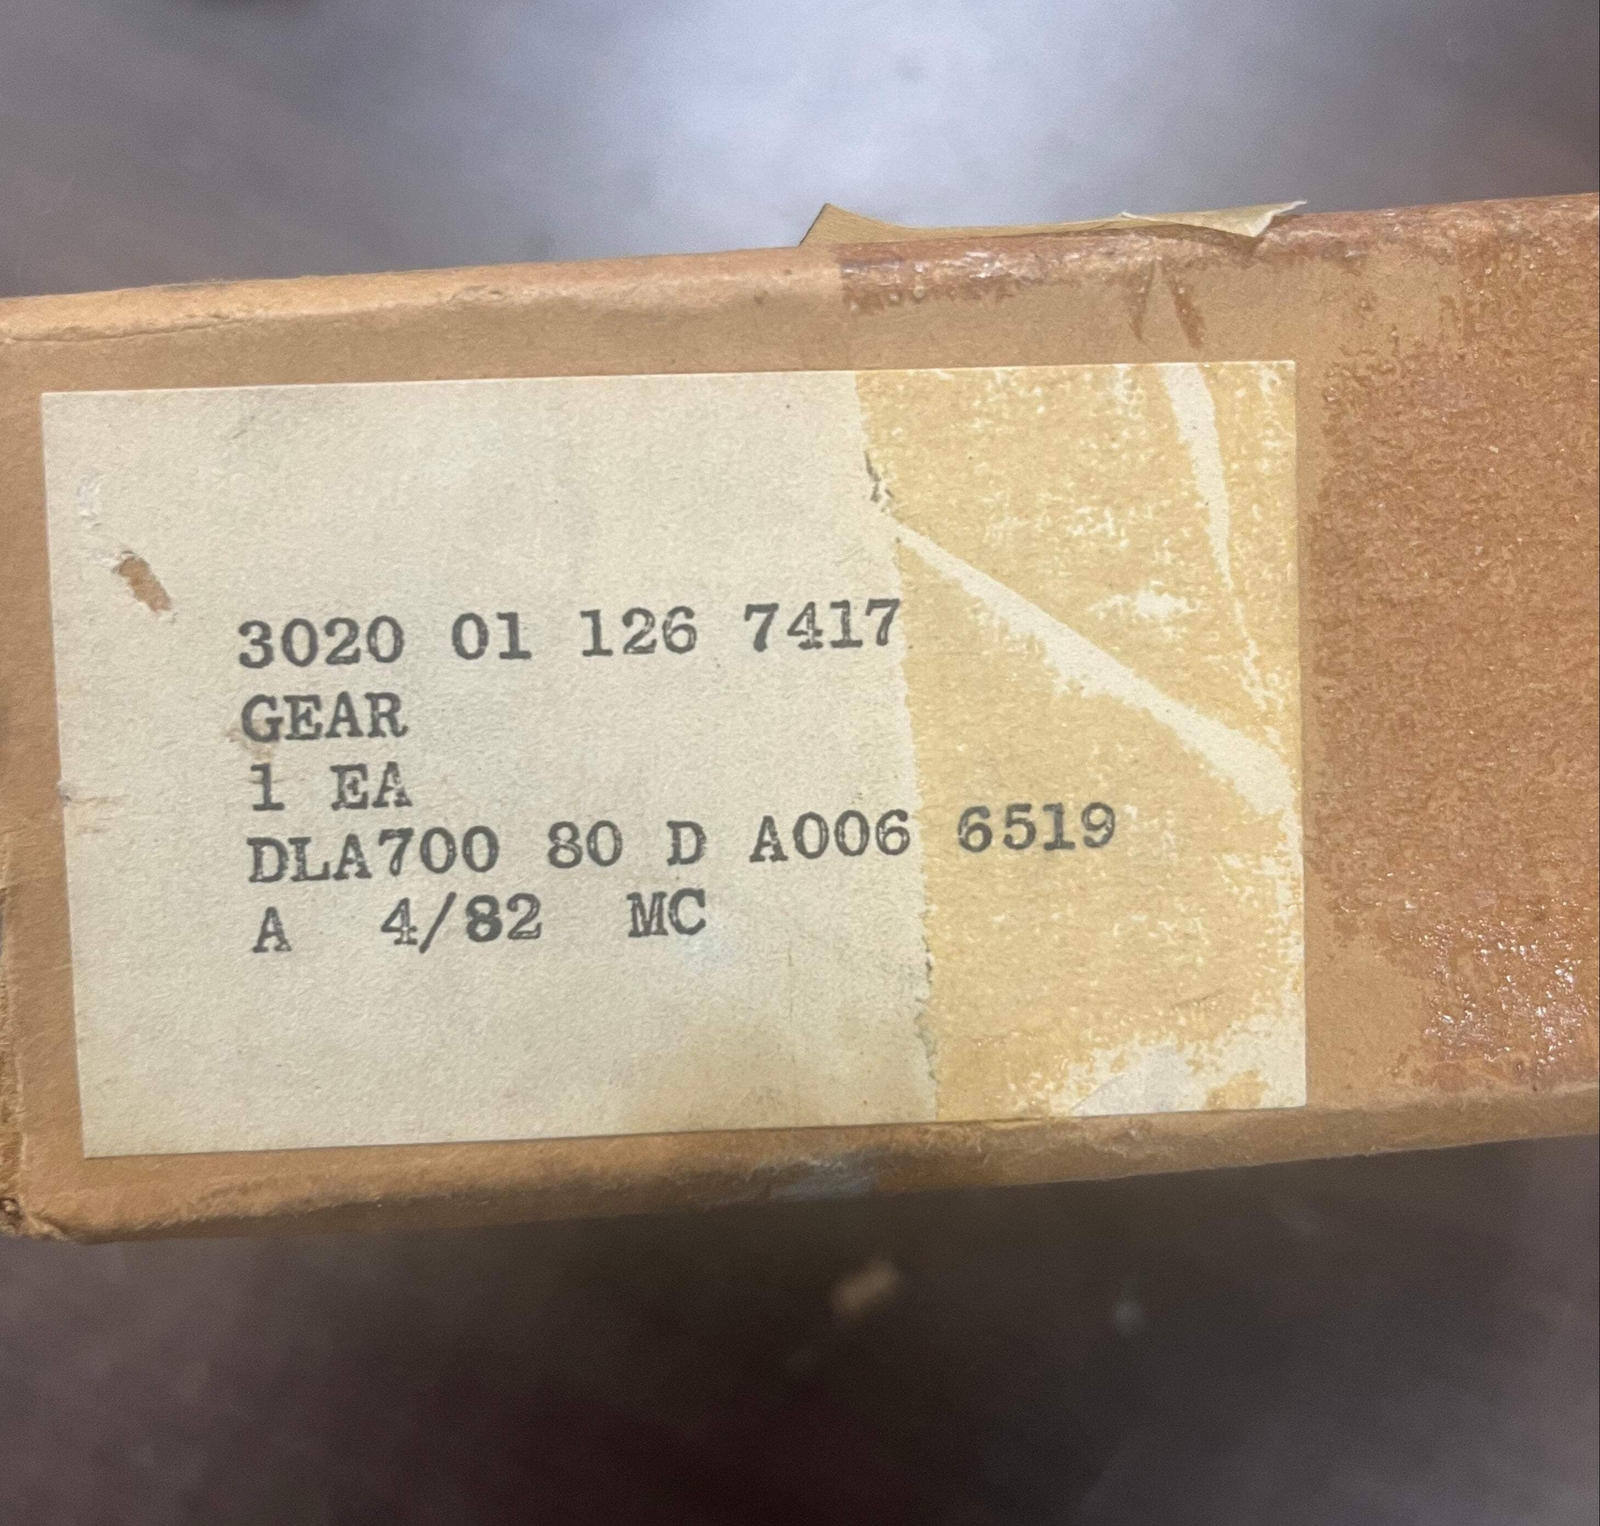 3020 01 126 7417
GEAR
1 EA
DLA700 80 D A006 6519
A 4/82 MC